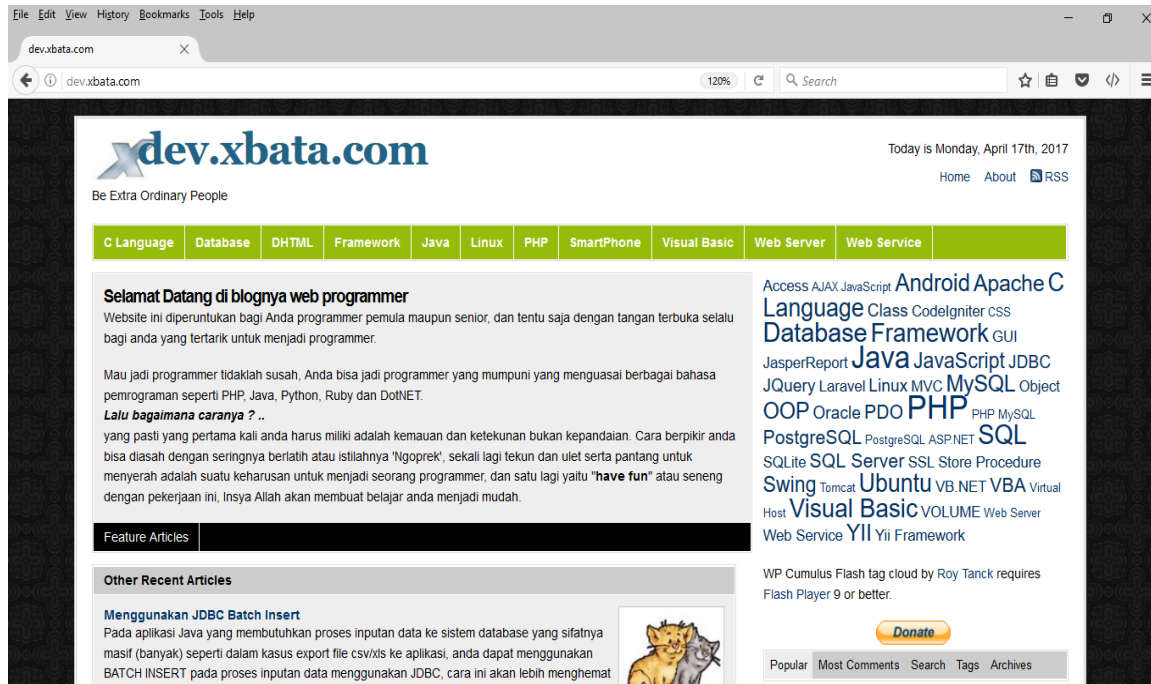 File Edit View History Bookmarks Tools Help
dev.xbata.com
dev.xbata.com
120%
Search
xdev.xbata.com
Be Extra Ordinary People
Today is Monday, April 17th, 2017
Home About RSS
C Language Database DHTML Framework Java Linux PHP SmartPhone Visual Basic Web Server Web Service
Selamat Datang di blognya web programmer
Website ini diperuntukan bagi Anda programmer pemula maupun senior, dan tentu saja dengan tangan terbuka selalu
bagi anda yang tertarik untuk menjadi programmer.
Mau jadi programmer tidaklah susah, Anda bisa jadi programmer yang mumpuni yang menguasai berbagai bahasa
pemrograman seperti PHP, Java, Python, Ruby dan DotNET.
Lalu bagaimana caranya ? ..
yang pasti yang pertama kali anda harus miliki adalah kemauan dan ketekunan bukan kepandaian. Cara berpikir anda
bisa diasah dengan seringnya berlatih atau istilahnya 'Ngoprek', sekali lagi tekun dan ulet serta pantang untuk
menyerah adalah suatu keharusan untuk menjadi seorang programmer, dan satu lagi yaitu "have fun" atau seneng
dengan pekerjaan ini, Insya Allah akan membuat belajar anda menjadi mudah.
Feature Articles
Other Recent Articles
Menggunakan JDBC Batch Insert
Pada aplikasi Java yang membutuhkan proses inputan data ke sistem database yang sifatnya
masif (banyak) seperti dalam kasus export file csv/xls ke aplikasi, anda dapat menggunakan
BATCH INSERT pada proses inputan data menggunakan JDBC, cara ini akan lebih menghemat
Access AJAX JavaScript Android Apache C
Language Class CodeIgniter CSS
Database Framework GUI
JasperReport Java JavaScript JDBC
JQuery Laravel Linux MVC MySQL Object
OOP Oracle PDO PHP PHP MySQL
PostgreSQL PostgreSQL ASP.NET SQL
SQLite SQL Server SSL Store Procedure
Swing Tomcat Ubuntu VB.NET VBA Virtual
Host Visual Basic VOLUME Web Server
Web Service YII Yii Framework
WP Cumulus Flash tag cloud by Roy Tanck requires
Flash Player 9 or better.
Donate
Popular Most Comments Search Tags Archives